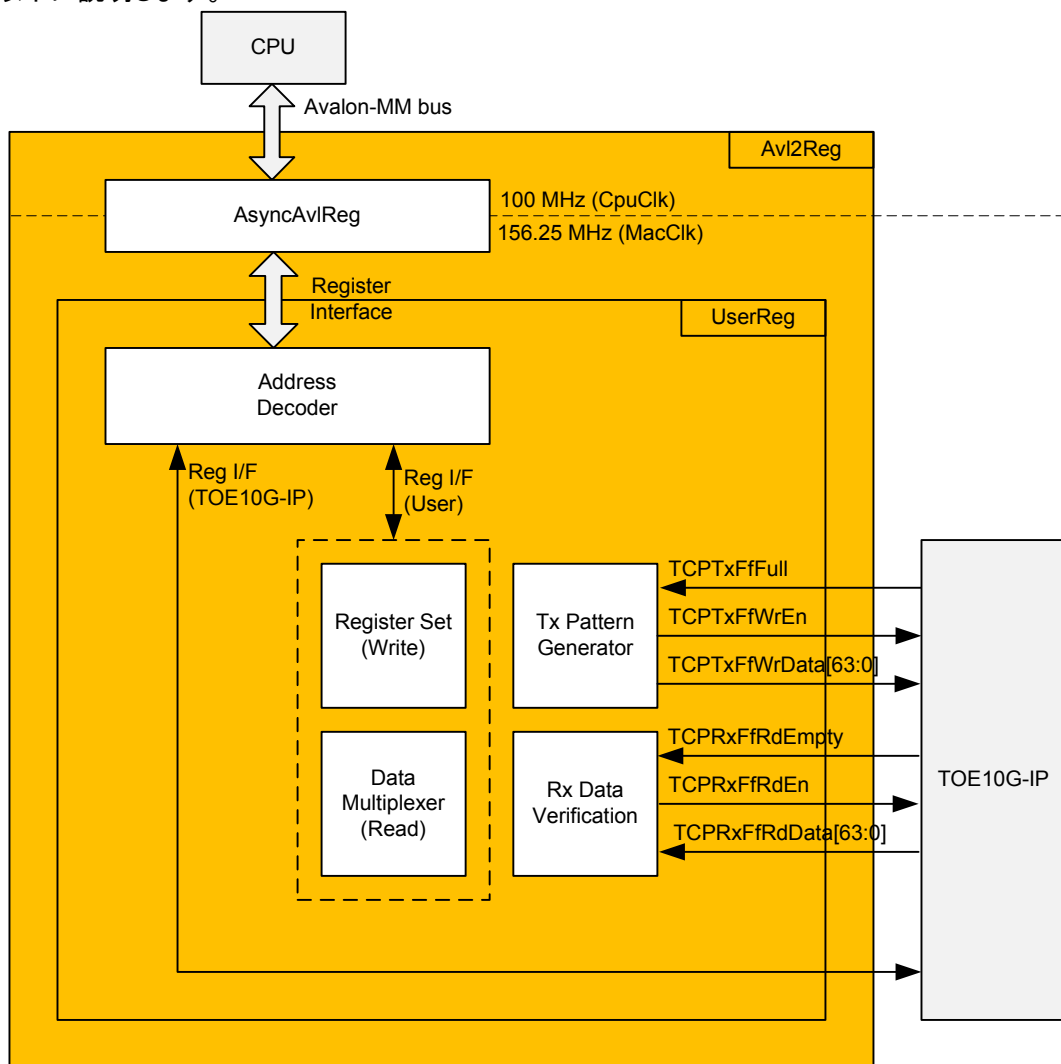 CPU
Avalon-MM bus
Avl2Reg
AsyncAvlReg
100 MHz (CpuClk)
156.25 MHz (MacClk)
Register
Interface
UserReg
Address
Decoder
Reg I/F
(TOE10G-IP)
Reg I/F
(User)
Register Set
(Write)
Tx Pattern
Generator
TCPTxFfFull
TCPTxFfWrEn
TCPTxFfWrData[63:0]
Data
Multiplexer
(Read)
Rx Data
Verification
TCPRxFfRdEmpty
TCPRxFfRdEn
TCPRxFfRdData[63:0]
TOE10G-IP